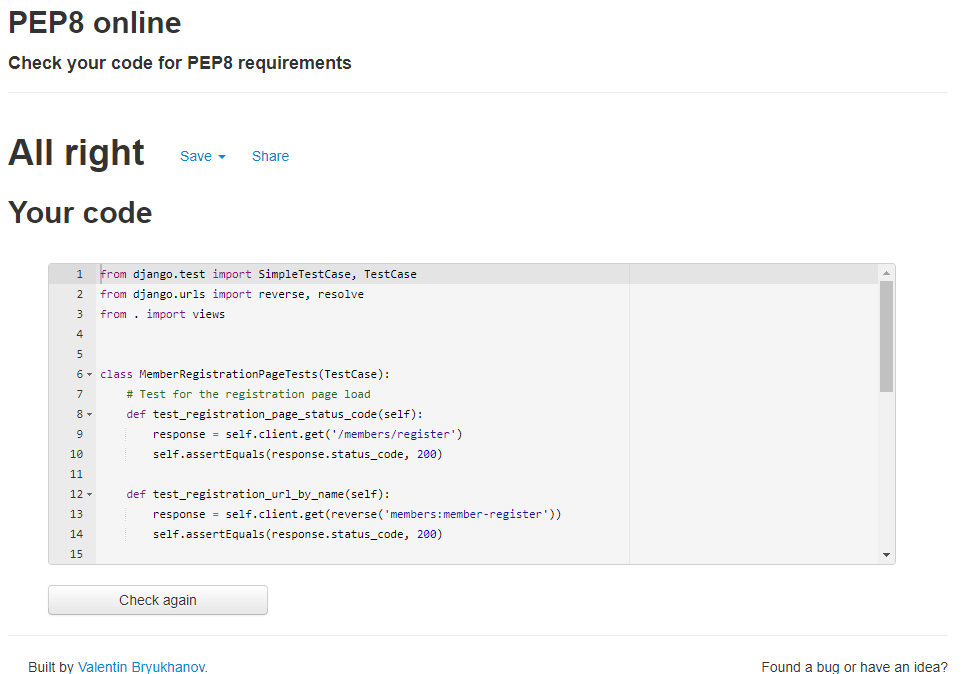 PEP8 online
Check your code for PEP8 requirements
All right Save Share
Your code
1 from django.test import SimpleTestCase, TestCase
2 from django.urls import reverse, resolve
3 from . import views
4
5
6 class MemberRegistrationPageTests(TestCase):
7 # Test for the registration page load
8 def test_registration_page_status_code(self):
9 response = self.client.get('/members/register')
10 self.assertEquals(response.status_code, 200)
11
12 def test_registration_url_by_name(self):
13 response = self.client.get(reverse('members:member-register'))
14 self.assertEquals(response.status_code, 200)
15
Check again
Built by Valentin Bryukhanov. Found a bug or have an idea?